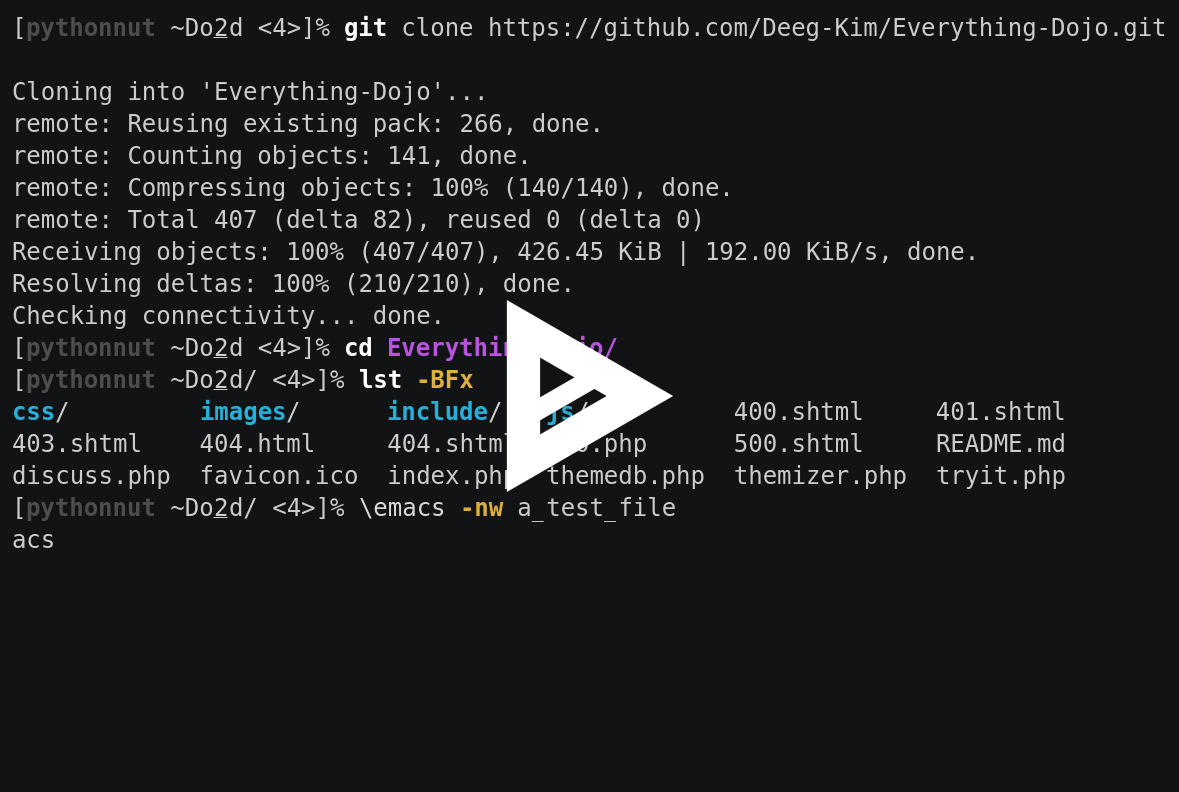 [pythonnut ~Do2d <4>]% git clone https://github.com/Deeg-Kim/Everything-Dojo.git
Cloning into 'Everything-Dojo'...
remote: Reusing existing pack: 266, done.
remote: Counting objects: 141, done.
remote: Compressing objects: 100% (140/140), done.
remote: Total 407 (delta 82), reused 0 (delta 0)
Receiving objects: 100% (407/407), 426.45 KiB | 192.00 KiB/s, done.
Resolving deltas: 100% (210/210), done.
Checking connectivity... done.
[pythonnut ~Do2d <4>]% cd
[pythonnut ~Do2d/ <4>]% lst -BFx
css/ images/ include/ js/ 400.shtml 401.shtml
403.shtml 404.html 404.shtml 500.shtml README.md
discuss.php favicon.ico index.php themedb.php themizer.php tryit.php
[pythonnut ~Do2d/ <4>]% \emacs -nw a_test_file
acs